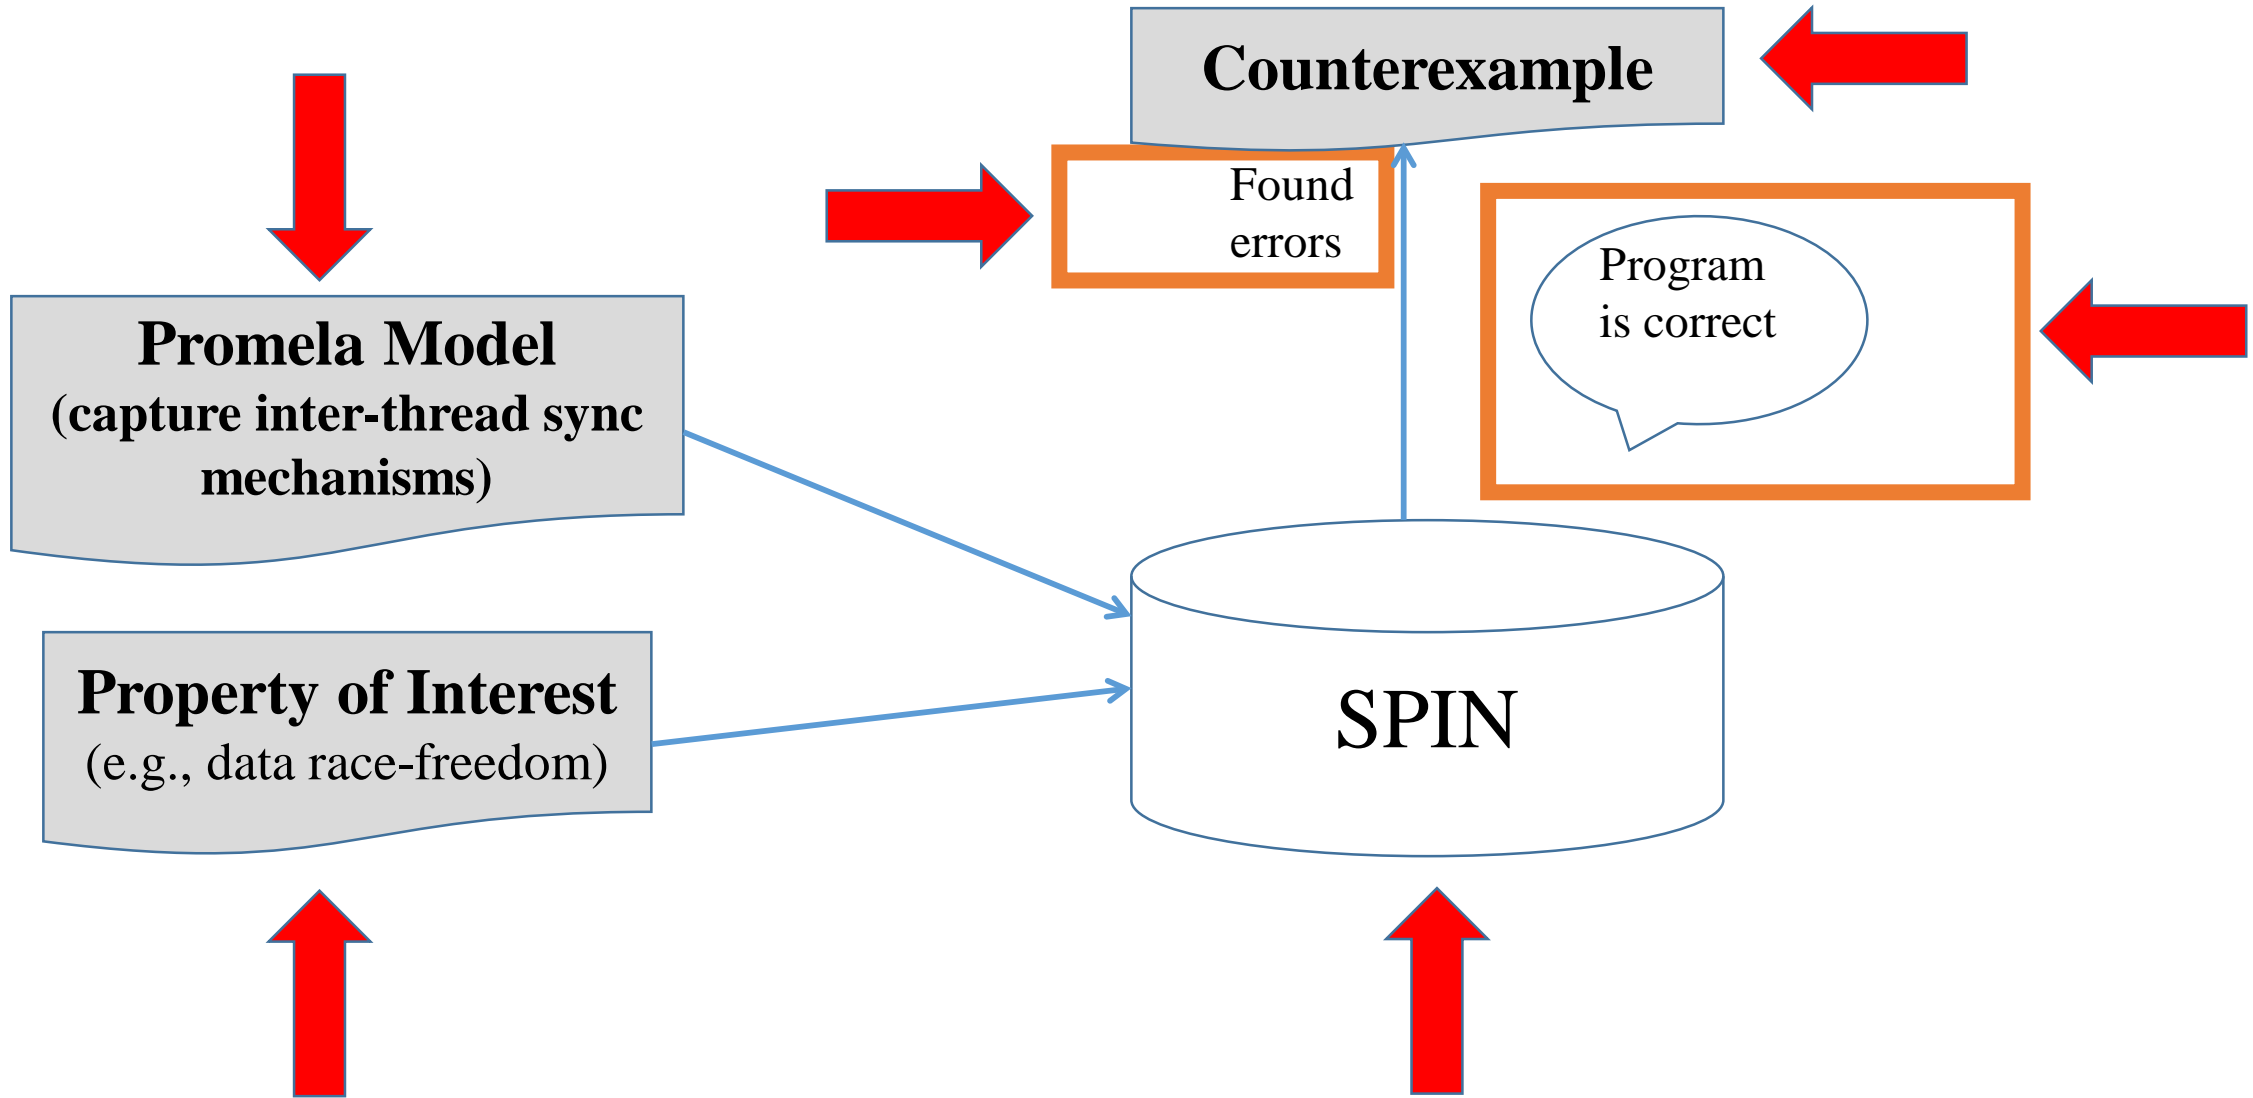 Counterexample
Found
errors
Program
is correct
Promela Model
(capture inter-thread sync
mechanisms)
Property of Interest
(e.g., data race-freedom)
SPIN